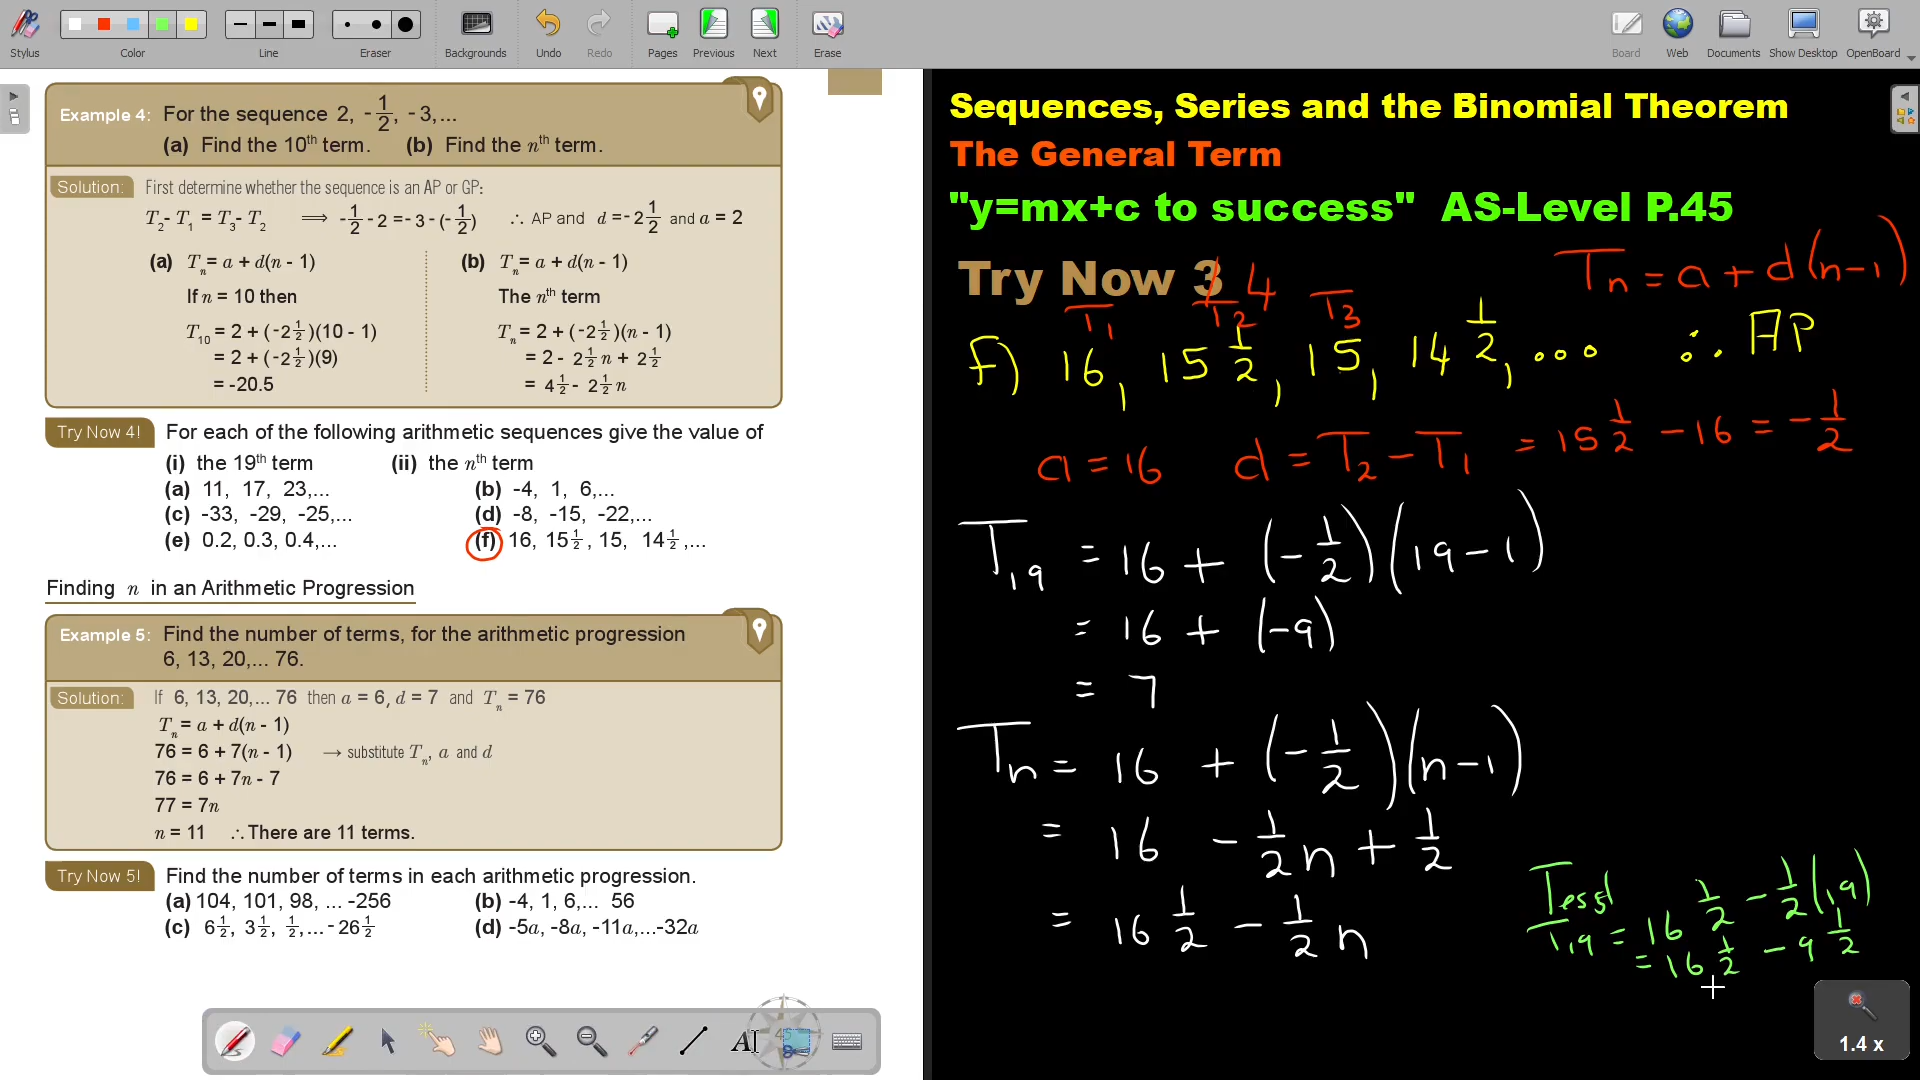 Stylus Color Line Eraser Backgrounds Undo Redo Pages Previous Next Erase Board Web Documents Show Desktop OpenBoard
Example 4: For the sequence 2, -1/2, -3,...
(a) Find the 10th term. (b) Find the nth term.
Solution: First determine whether the sequence is an AP or GP:
T₂ - T₁ = T₃ - T₂ ⟹ -1/2 - 2 = -3 - (-1/2) ∴ AP and d = -2 1/2 and a = 2
(a) Tₙ = a + d(n - 1)
If n = 10 then
T₁₀ = 2 + (-2 1/2)(10 - 1)
= 2 + (-2 1/2)(9)
= -20.5
(b) Tₙ = a + d(n - 1)
The nth term
Tₙ = 2 + (-2 1/2)(n - 1)
= 2 - 2 1/2 n + 2 1/2
= 4 1/2 - 2 1/2 n
Try Now 4! For each of the following arithmetic sequences give the value of
(i) the 19th term (ii) the nth term
(a) 11, 17, 23,... (b) -4, 1, 6,...
(c) -33, -29, -25,... (d) -8, -15, -22,...
(e) 0.2, 0.3, 0.4,... (f) 16, 15 1/2, 15, 14 1/2,...
Finding n in an Arithmetic Progression
Example 5: Find the number of terms, for the arithmetic progression
6, 13, 20,... 76.
Solution: If 6, 13, 20,... 76 then a = 6, d = 7 and Tₙ = 76
Tₙ = a + d(n - 1)
76 = 6 + 7(n - 1) → substitute Tₙ, a and d
76 = 6 + 7n - 7
77 = 7n
n = 11 ∴ There are 11 terms.
Try Now 5! Find the number of terms in each arithmetic progression.
(a) 104, 101, 98, ... -256 (b) -4, 1, 6,... 56
(c) 6 1/2, 3 1/2, 1/2,... -26 1/2 (d) -5a, -8a, -11a,...-32a
Sequences, Series and the Binomial Theorem
The General Term
"y=mx+c to success" AS-Level P.45
Try Now 3 4
Tₙ = a + d(n-1)
T₁ T₂ T₃
f) 16, 15 1/2, 15, 14 1/2, ... ∴ AP
a = 16 d = T₂ - T₁ = 15 1/2 - 16 = -1/2
T₁₉ = 16 + (-1/2)(19-1)
= 16 + (-9)
= 7
Tₙ = 16 + (-1/2)(n-1)
= 16 - 1/2 n + 1/2
= 16 1/2 - 1/2 n
Test
T₁₉ = 16 1/2 - 1/2(19)
= 16 1/2 - 9 1/2
1.4 x